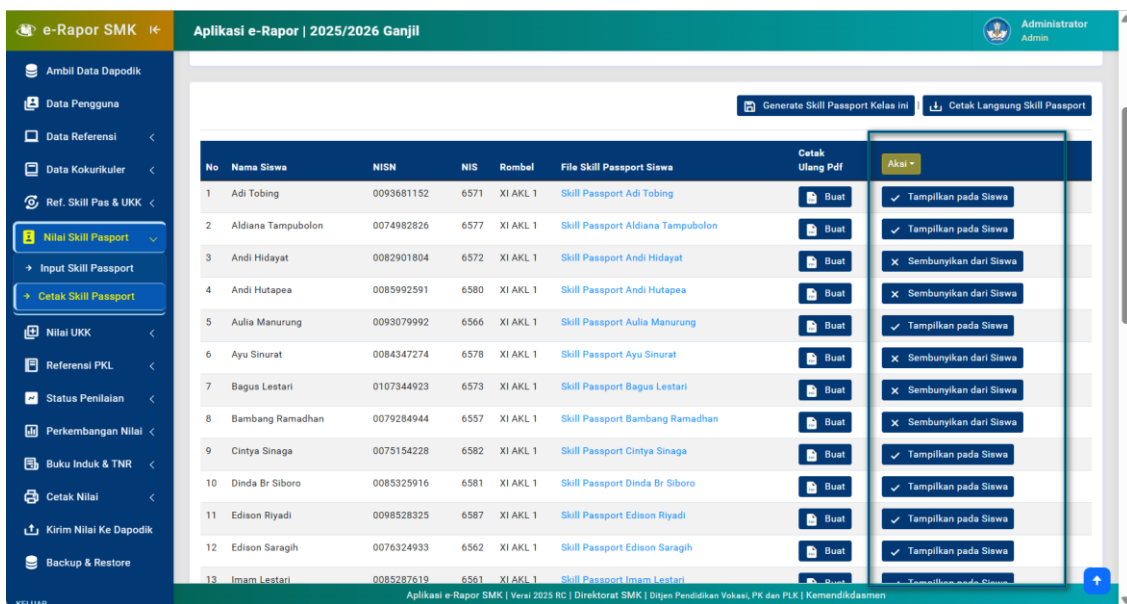 e-Rapor SMK
Aplikasi e-Rapor | 2025/2026 Ganjil
Administrator
Admin
Ambil Data Dapodik
Data Pengguna
Data Referensi
Data Kokurikuler
Ref. Skill Pas & UKK
Nilai Skill Pasport
Input Skill Passport
Cetak Skill Passport
Nilai UKK
Referensi PKL
Status Penilaian
Perkembangan Nilai
Buku Induk & TNR
Cetak Nilai
Kirim Nilai Ke Dapodik
Backup & Restore
KELUAR
Generate Skill Passport Kelas ini | Cetak Langsung Skill Passport
No Nama Siswa NISN NIS Rombel File Skill Passport Siswa Cetak Ulang Pdf Aksi
1 Adi Tobing 0093681152 6571 XI AKL 1 Skill Passport Adi Tobing Buat Tampilkan pada Siswa
2 Aldiana Tampubolon 0074982826 6577 XI AKL 1 Skill Passport Aldiana Tampubolon Buat Tampilkan pada Siswa
3 Andi Hidayat 0082901804 6572 XI AKL 1 Skill Passport Andi Hidayat Buat Sembunyikan dari Siswa
4 Andi Hutapea 0085992591 6580 XI AKL 1 Skill Passport Andi Hutapea Buat Sembunyikan dari Siswa
5 Aulia Manurung 0093079992 6566 XI AKL 1 Skill Passport Aulia Manurung Buat Tampilkan pada Siswa
6 Ayu Sinurat 0084347274 6578 XI AKL 1 Skill Passport Ayu Sinurat Buat Sembunyikan dari Siswa
7 Bagus Lestari 0107344923 6573 XI AKL 1 Skill Passport Bagus Lestari Buat Sembunyikan dari Siswa
8 Bambang Ramadhan 0079284944 6557 XI AKL 1 Skill Passport Bambang Ramadhan Buat Sembunyikan dari Siswa
9 Cintya Sinaga 0075154228 6582 XI AKL 1 Skill Passport Cintya Sinaga Buat Tampilkan pada Siswa
10 Dinda Br Siboro 0085325916 6581 XI AKL 1 Skill Passport Dinda Br Siboro Buat Tampilkan pada Siswa
11 Edison Riyadi 0098528325 6587 XI AKL 1 Skill Passport Edison Riyadi Buat Tampilkan pada Siswa
12 Edison Saragih 0076324933 6562 XI AKL 1 Skill Passport Edison Saragih Buat Tampilkan pada Siswa
13 Imam Lestari 0085287619 6561 XI AKL 1 Skill Passport Imam Lestari Buat Tampilkan pada Siswa
Aplikasi e-Rapor SMK | Versi 2025 RC | Direktorat SMK | Ditjen Pendidikan Vokasi, PK dan PLK | Kemendikdasmen